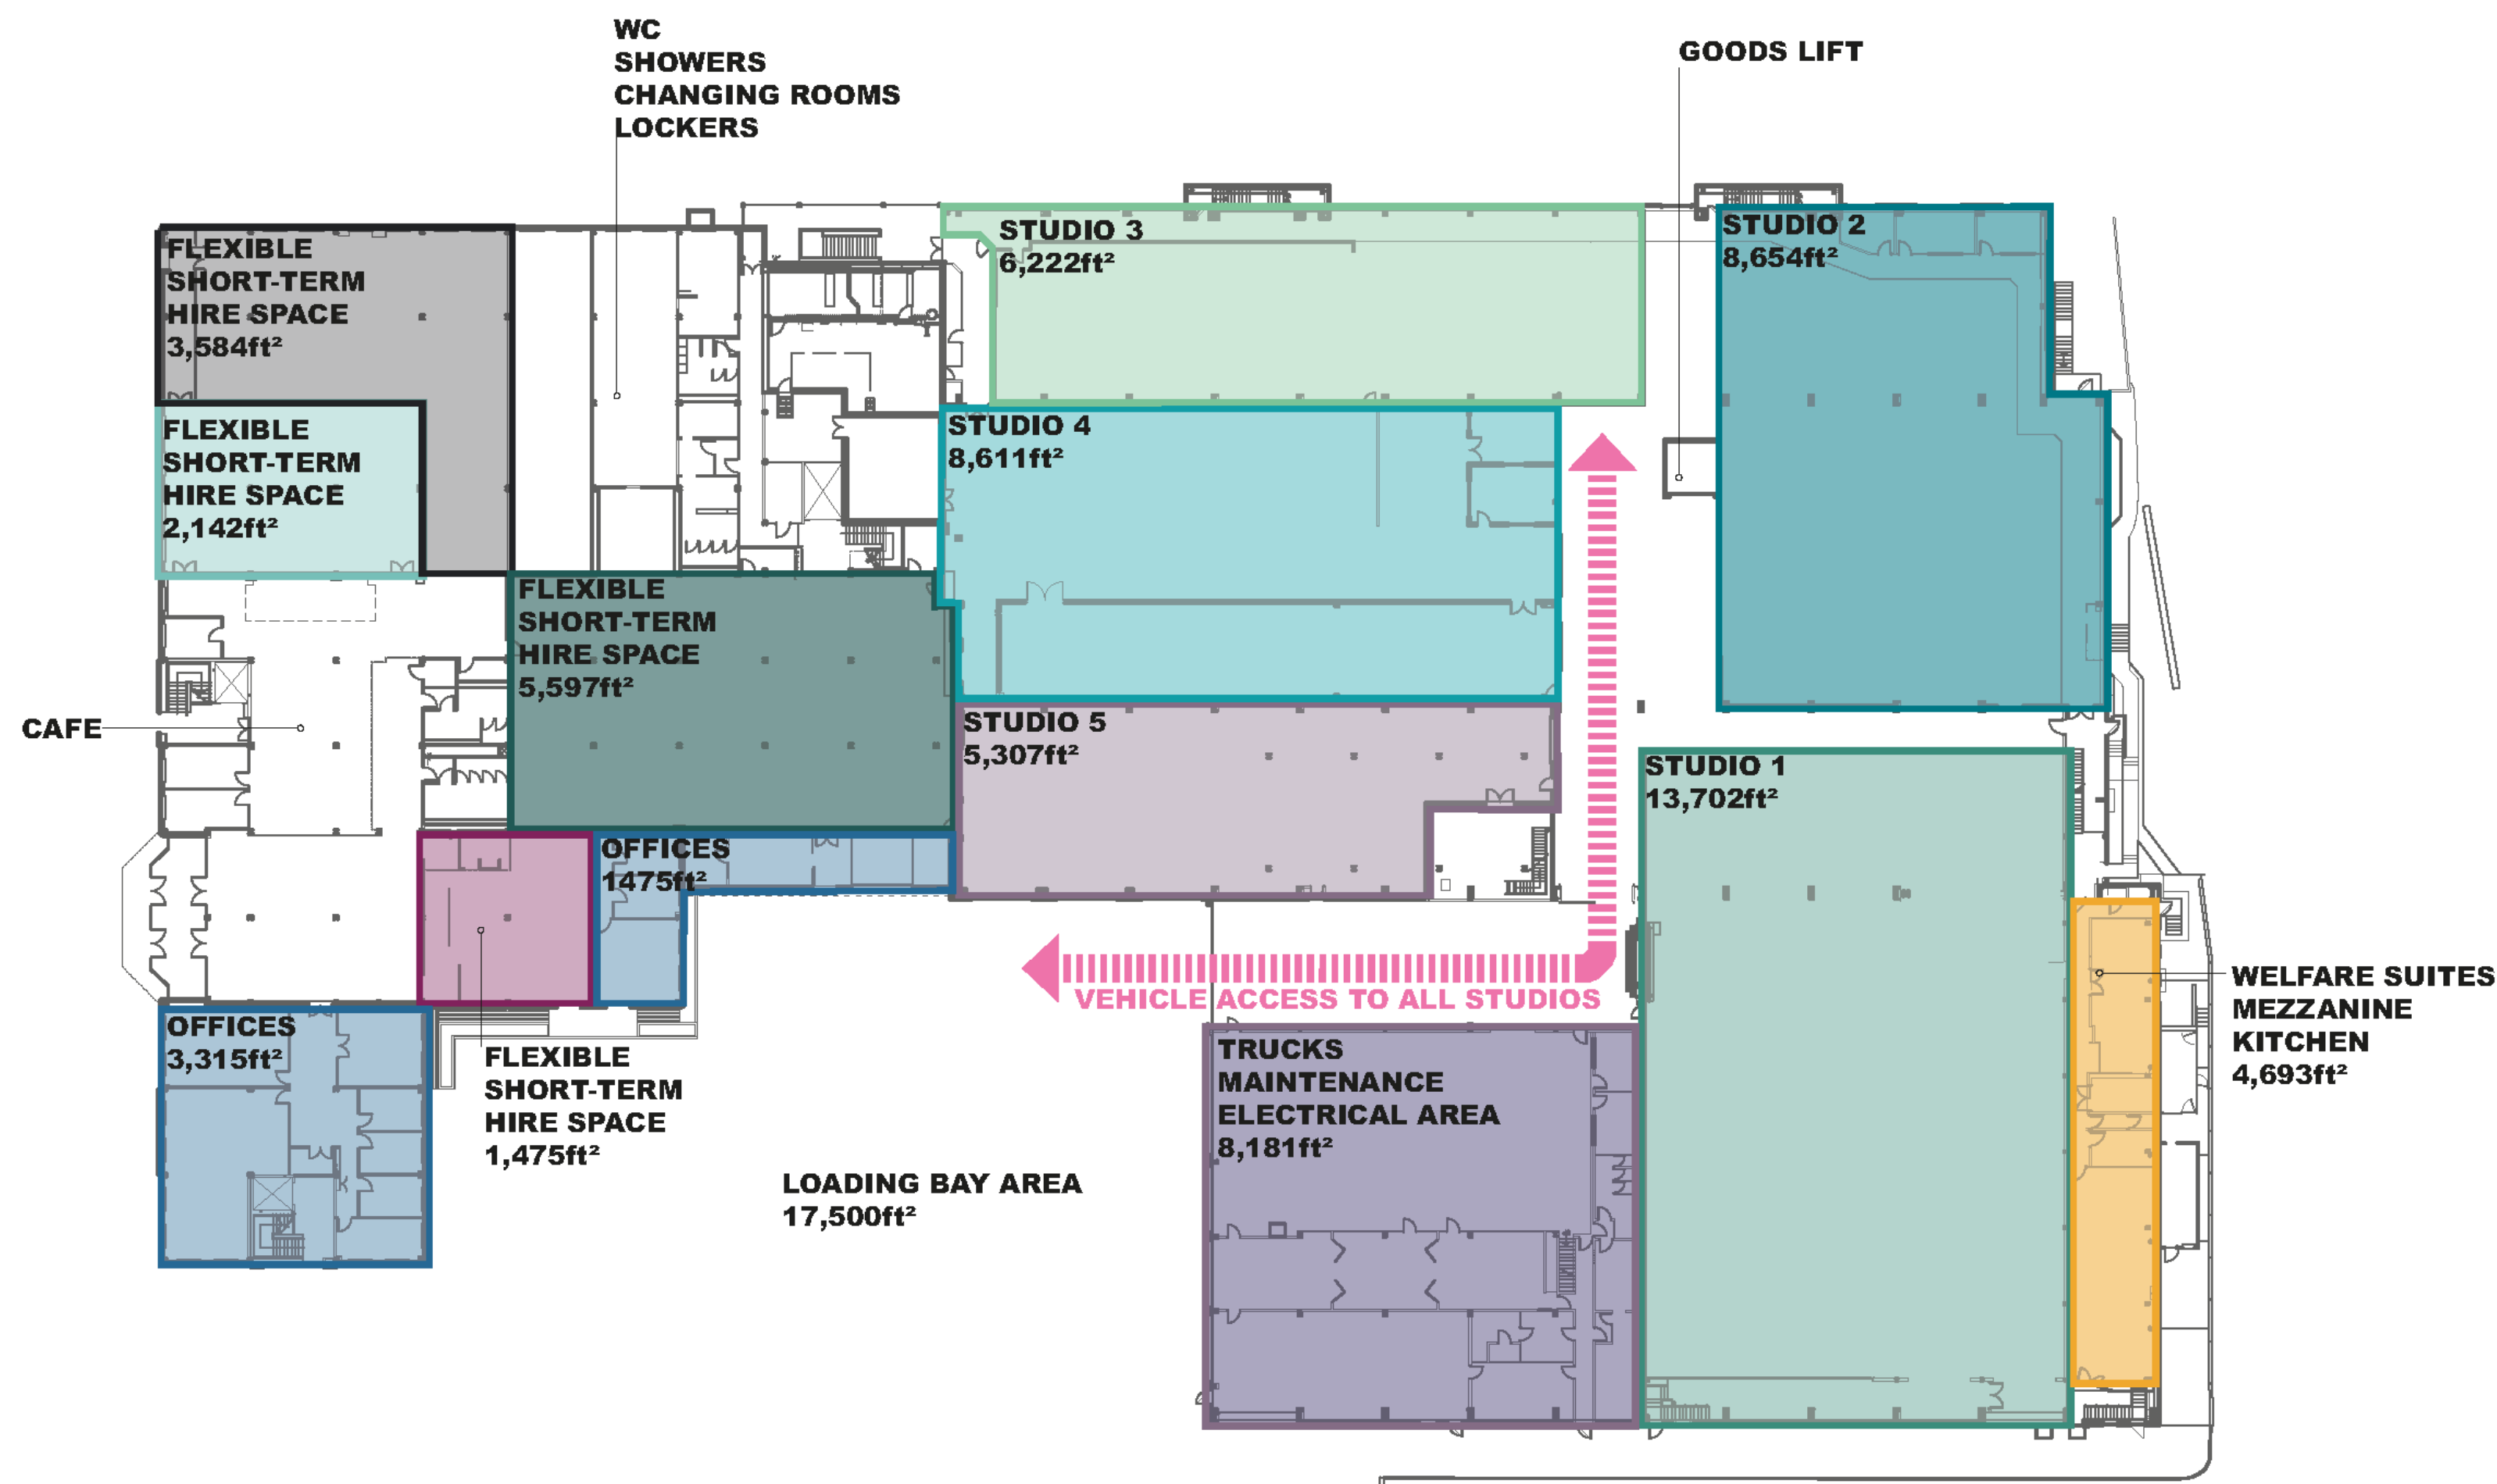 WC
SHOWERS
CHANGING ROOMS
LOCKERS
GOODS LIFT
FLEXIBLE
SHORT-TERM
HIRE SPACE
3,584ft²
STUDIO 3
6,222ft²
STUDIO 2
8,654ft²
FLEXIBLE
SHORT-TERM
HIRE SPACE
2,142ft²
STUDIO 4
8,611ft²
FLEXIBLE
SHORT-TERM
HIRE SPACE
5,597ft²
CAFE
STUDIO 5
5,307ft²
STUDIO 1
13,702ft²
OFFICES
1475ft²
VEHICLE ACCESS TO ALL STUDIOS
WELFARE SUITES
MEZZANINE
KITCHEN
4,693ft²
OFFICES
3,315ft²
FLEXIBLE
SHORT-TERM
HIRE SPACE
1,475ft²
TRUCKS
MAINTENANCE
ELECTRICAL AREA
8,181ft²
LOADING BAY AREA
17,500ft²